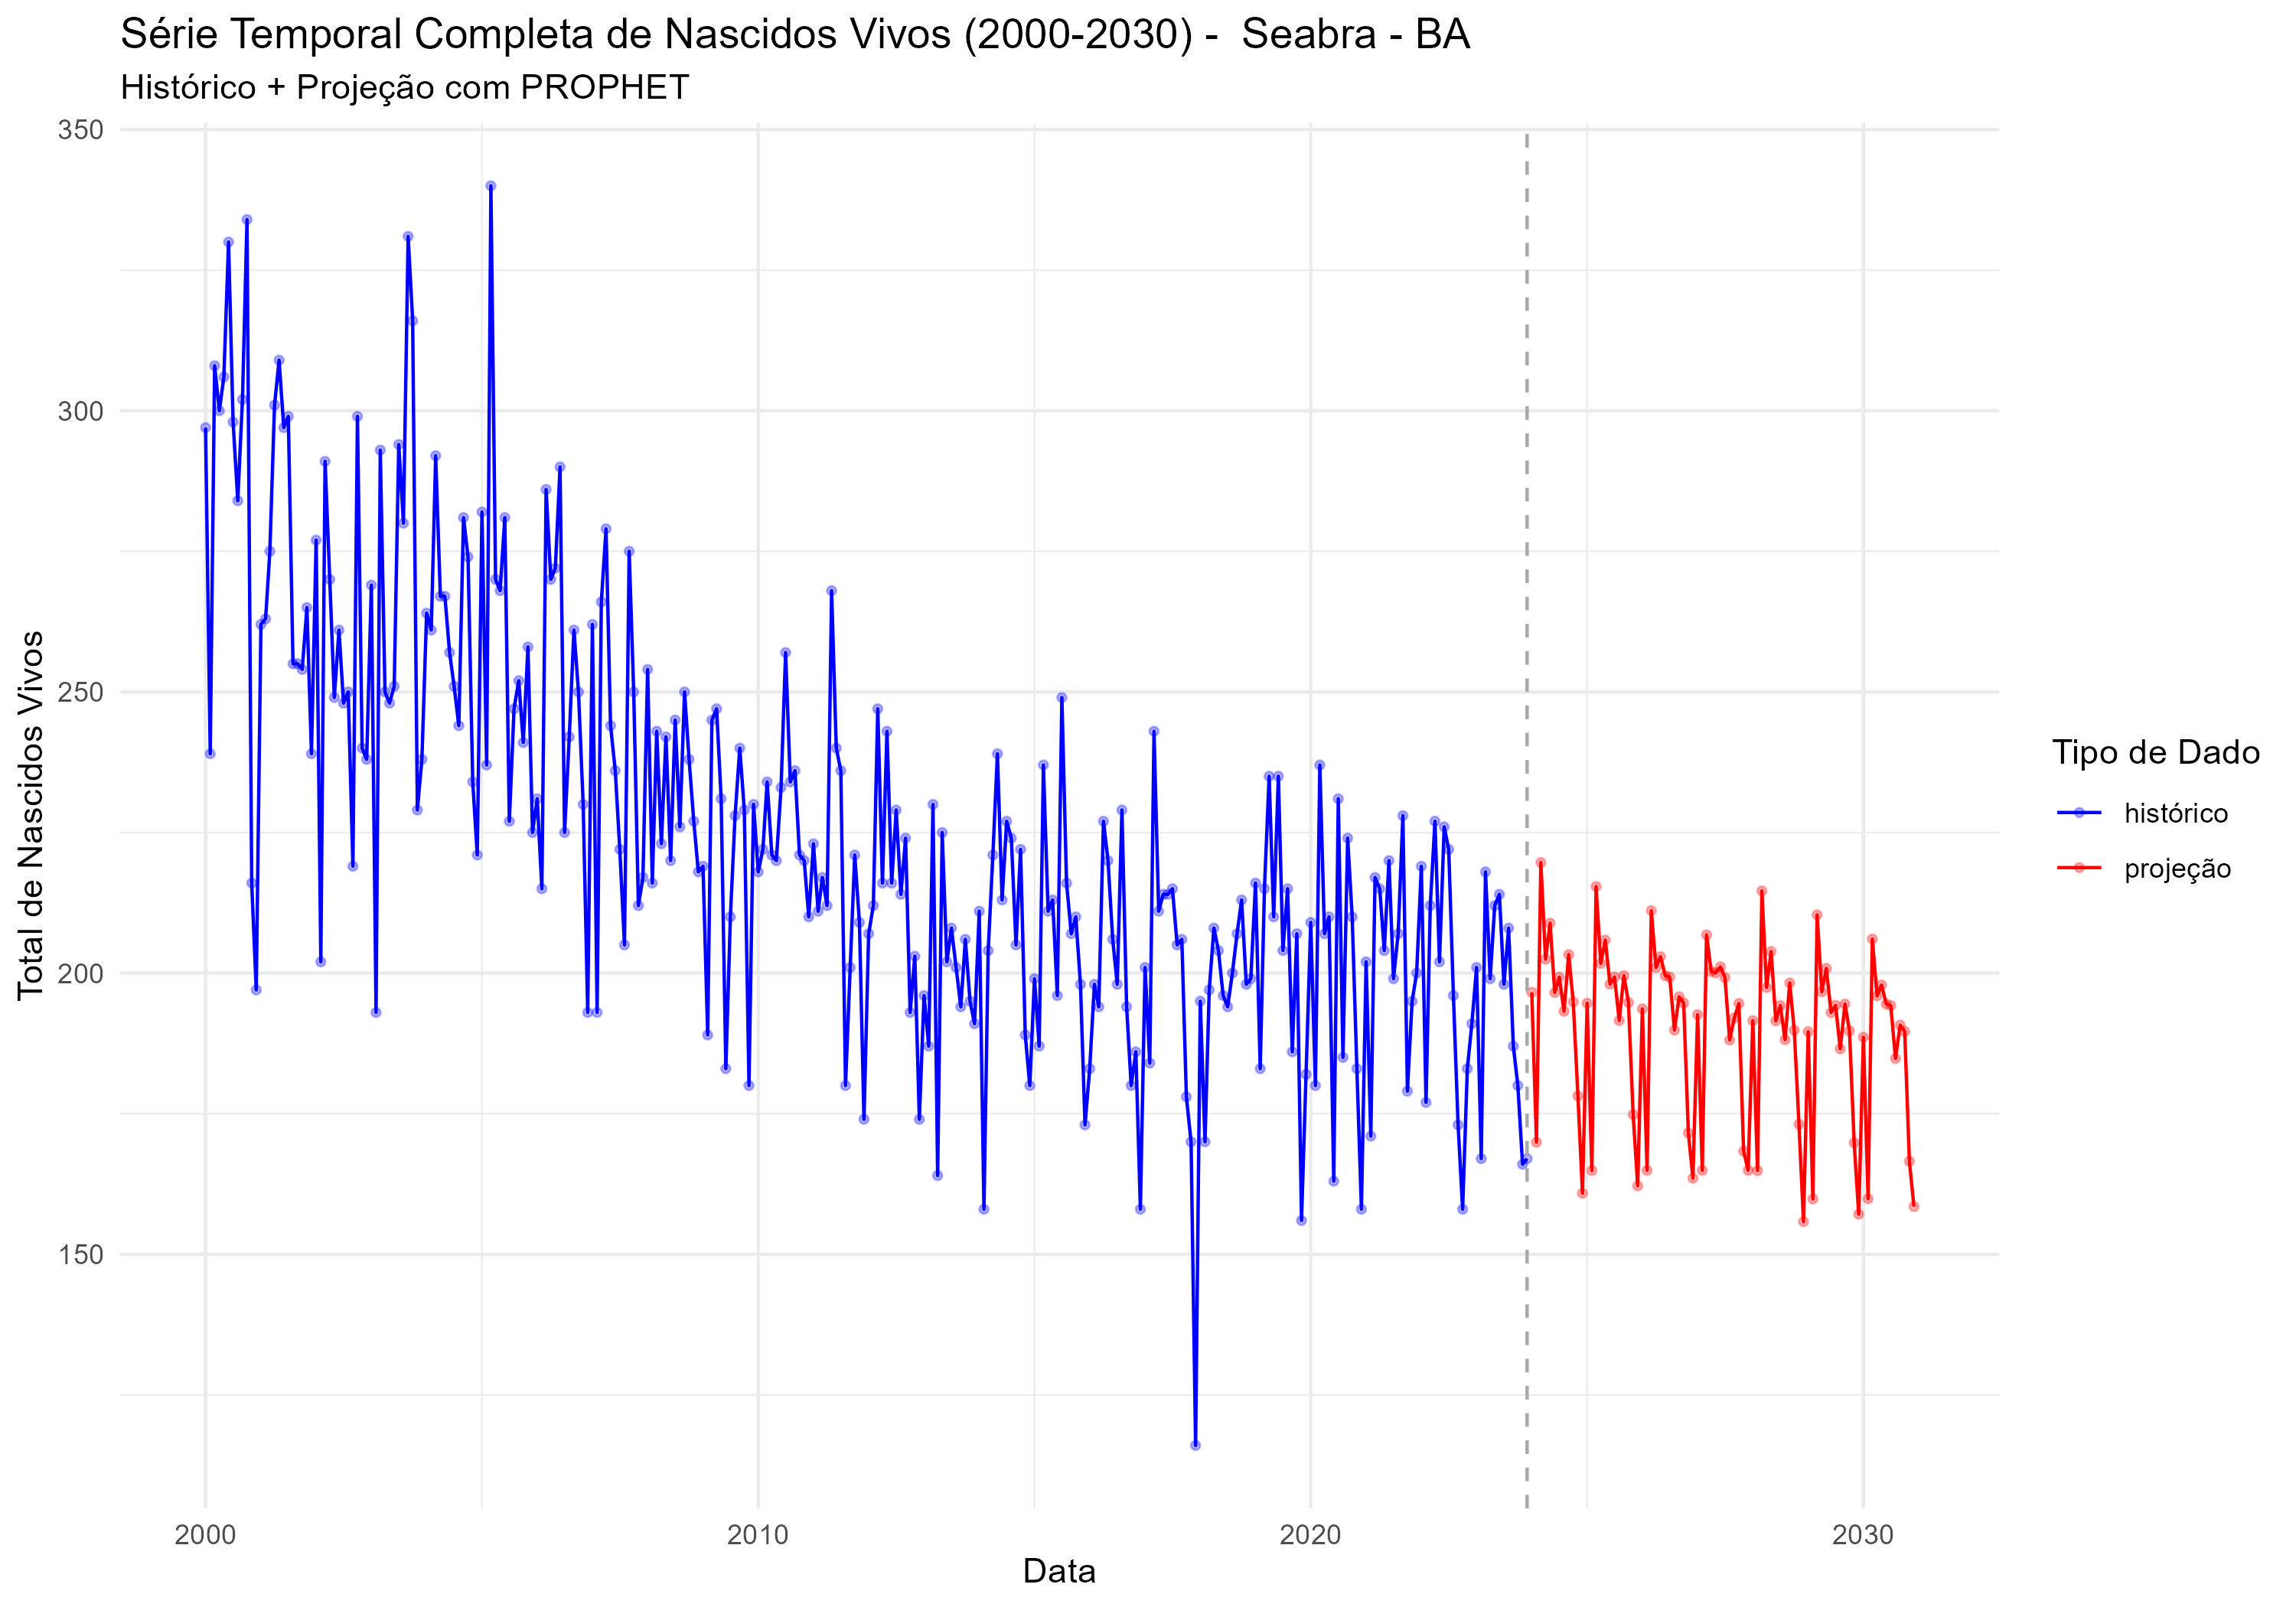 Série Temporal Completa de Nascidos Vivos (2000-2030) -  Seabra - BA
Histórico + Projeção com PROPHET
350
300
250
200
150
Total de Nascidos Vivos
2000
2010
2020
2030
Data
Tipo de Dado
histórico
projeção